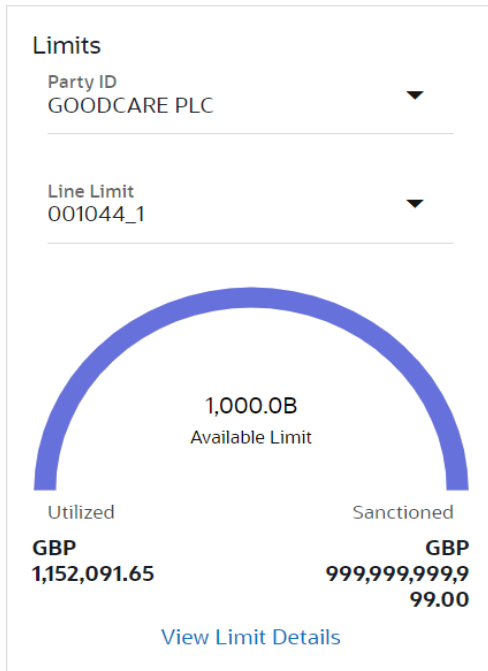 Limits
Party ID
GOODCARE PLC
Line Limit
001044_1
1,000.0B
Available Limit
Utilized
Sanctioned
GBP
1,152,091.65
GBP
999,999,999,9
99.00
View Limit Details